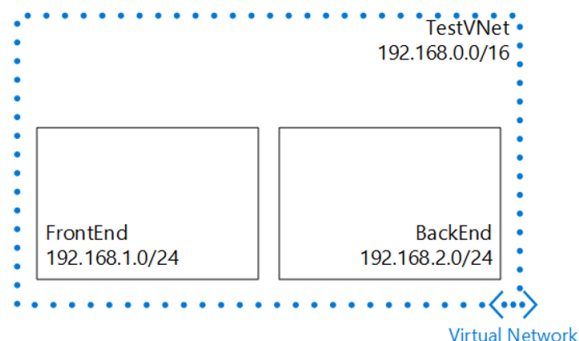 TestVNet
192.168.0.0/16
FrontEnd
192.168.1.0/24
BackEnd
192.168.2.0/24
Virtual Network